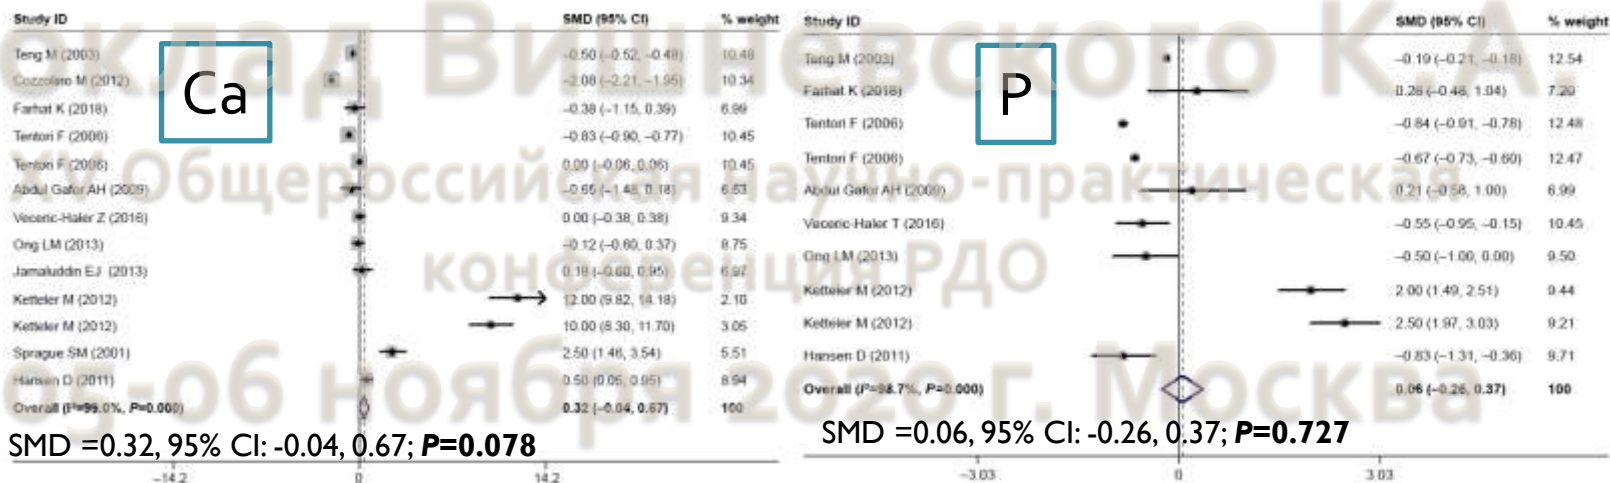 Study ID SMD (95% CI) % weight
Teng M (2003) −0.50 (−0.52, −0.48) 10.48
Cozzolino M (2012) −2.08 (−2.21, −1.95) 10.34
Farhat K (2018) −0.38 (−1.15, 0.39) 6.99
Tentori F (2006) −0.83 (−0.90, −0.77) 10.45
Tentori F (2006) 0.00 (−0.06, 0.06) 10.45
Abdul Gafor AH (2009) −0.65 (−1.48, 0.18) 6.53
Veceric-Haler Z (2016) 0.00 (−0.38, 0.38) 9.34
Ong LM (2013) −0.12 (−0.60, 0.37) 8.75
Jamaluddin EJ (2013) 0.18 (−0.60, 0.95) 6.97
Ketteler M (2012) 12.00 (9.82, 14.18) 2.10
Ketteler M (2012) 10.00 (8.30, 11.70) 3.05
Sprague SM (2001) 2.50 (1.46, 3.54) 5.51
Hansen D (2011) 0.50 (0.05, 0.95) 8.94
Overall (I²=99.0%, P=0.000) 0.32 (−0.04, 0.67) 100
Ca
SMD =0.32, 95% CI: -0.04, 0.67; P=0.078
−14.2 0 14.2
Study ID SMD (95% CI) % weight
Teng M (2003) −0.19 (−0.21, −0.18) 12.54
Farhat K (2018) 0.28 (−0.48, 1.04) 7.20
Tentori F (2006) −0.84 (−0.91, −0.78) 12.48
Tentori F (2006) −0.67 (−0.73, −0.60) 12.47
Abdul Gafor AH (2009) 0.21 (−0.58, 1.00) 6.99
Veceric-Haler T (2016) −0.55 (−0.95, −0.15) 10.45
Ong LM (2013) −0.50 (−1.00, 0.00) 9.50
Ketteler M (2012) 2.00 (1.49, 2.51) 9.44
Ketteler M (2012) 2.50 (1.97, 3.03) 9.21
Hansen D (2011) −0.83 (−1.31, −0.36) 9.71
Overall (I²=98.7%, P=0.000) 0.06 (−0.26, 0.37) 100
P
SMD =0.06, 95% CI: -0.26, 0.37; P=0.727
−3.03 0 3.03
Вишневского К.А.
XV Общероссийская научно-практическая
конференция РДО
05-06 ноября 2020 г. Москва